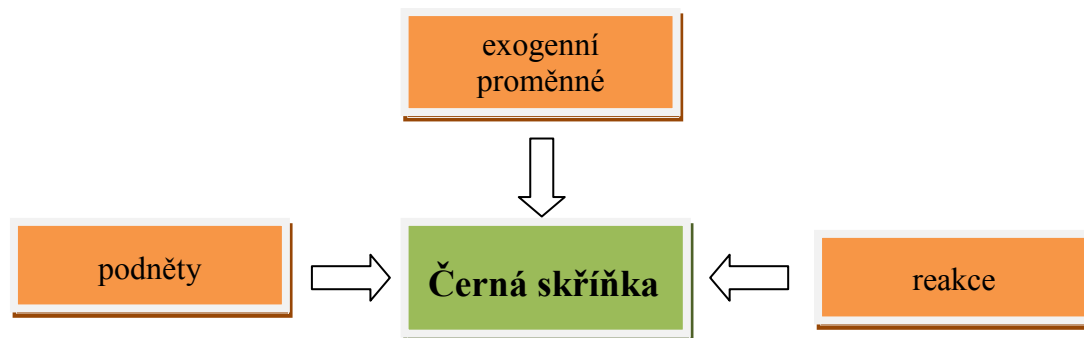 exogenní
proměnné
podněty
Černá skříňka
reakce